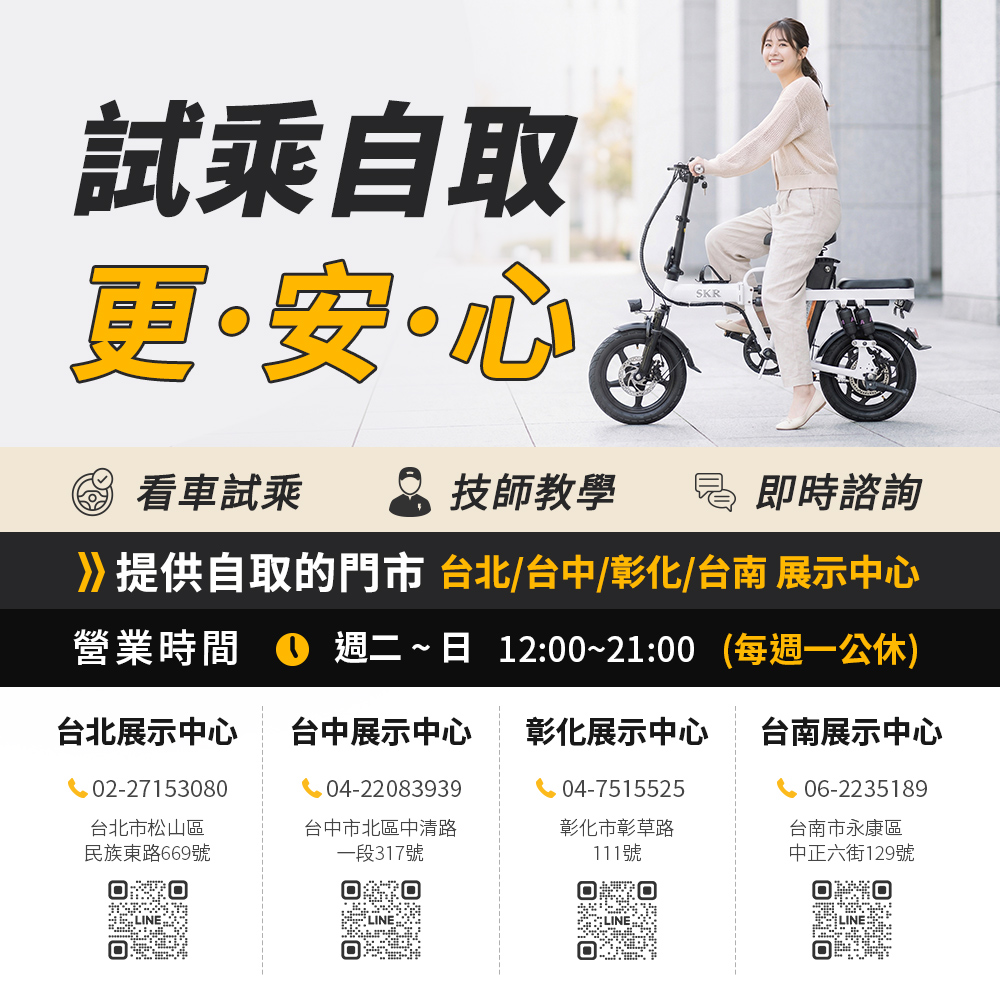 試乘自取
更·安·心
SKR
看車試乘 技師教學 即時諮詢
提供自取的門市 台北/台中/彰化/台南 展示中心
營業時間 週二 ~ 日 12:00~21:00 (每週一公休)
台北展示中心
02-27153080
台北市松山區
民族東路669號
LINE
台中展示中心
04-22083939
台中市北區中清路
一段317號
LINE
彰化展示中心
04-7515525
彰化市彰草路
111號
LINE
台南展示中心
06-2235189
台南市永康區
中正六街129號
LINE